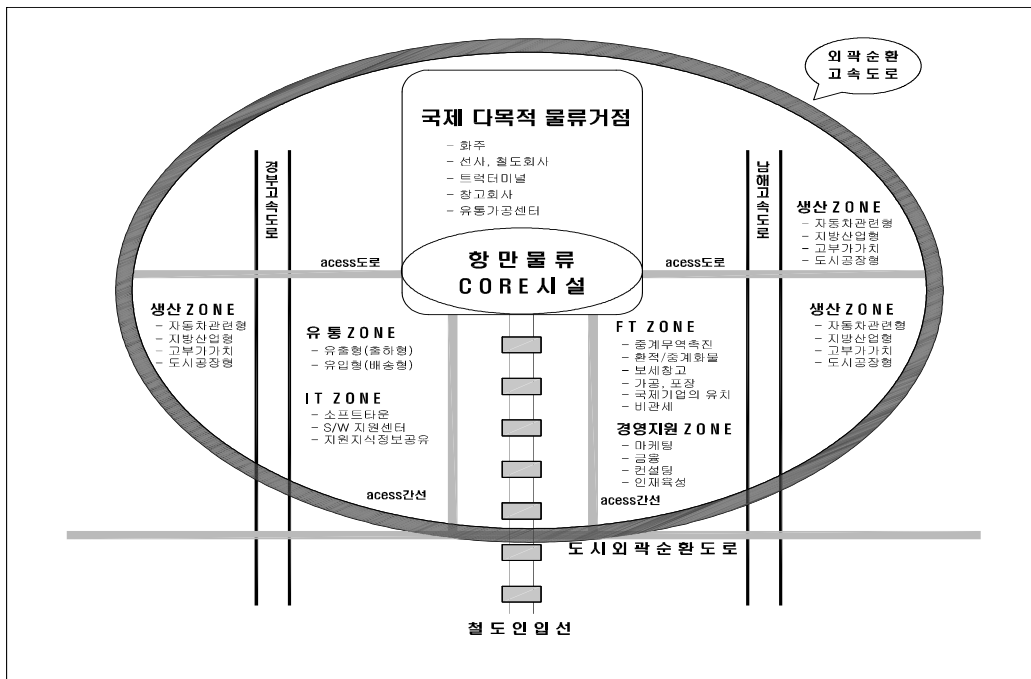 외 곽 순 환
고 속 도 로
국제 다목적 물류거점
- 화주
- 선사, 철도회사
- 트럭터미널
- 창고회사
- 유통가공센터
경부고속도로
남해고속도로
생산 ZONE
- 자동차관련형
- 지방산업형
- 고부가가치
- 도시공장형
acess도로
항 만 물 류
CORE 시 설
acess도로
생산 ZONE
- 자동차관련형
- 지방산업형
- 고부가가치
- 도시공장형
유 통 ZONE
- 유출형(출하형)
- 유입형(배송형)
I T ZONE
- 소프트타운
- S/W 지원센터
- 지원지식정보공유
F T ZONE
- 중계무역촉진
- 환적/중계화물
- 보세창고
- 가공, 포장
- 국제기업의 유치
- 비관세
경영지원 ZONE
- 마케팅
- 금융
- 컨설팅
- 인재육성
생산 ZONE
- 자동차관련형
- 지방산업형
- 고부가가치
- 도시공장형
acess간선
acess간선
도 시 외 곽 순 환 도 로
철 도 인 입 선